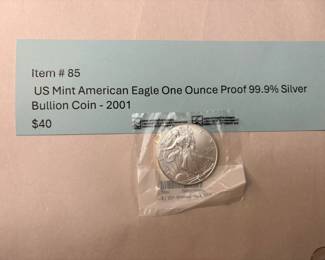 Item # 85
US Mint American Eagle One Ounce Proof 99.9% Silver
Bullion Coin - 2001
$40